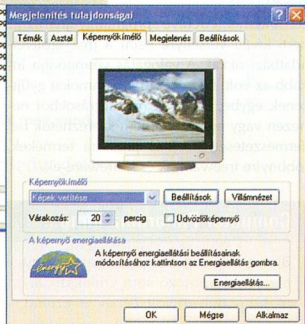 Megjelenítés tulajdonságai
Témák Asztal Képernyőkímélő Megjelenés Beállítások
Képernyőkímélő
Képek vetítése Beállítások Villámnézet
Várakozás: 20 percig Üdvözlőképernyő
A képernyő energiaellátása
A képernyő energiaellátási beállításainak
módosításához kattintson az Energiaellátás gombra.
energy
Energiaellátás...
OK Mégse Alkalmaz